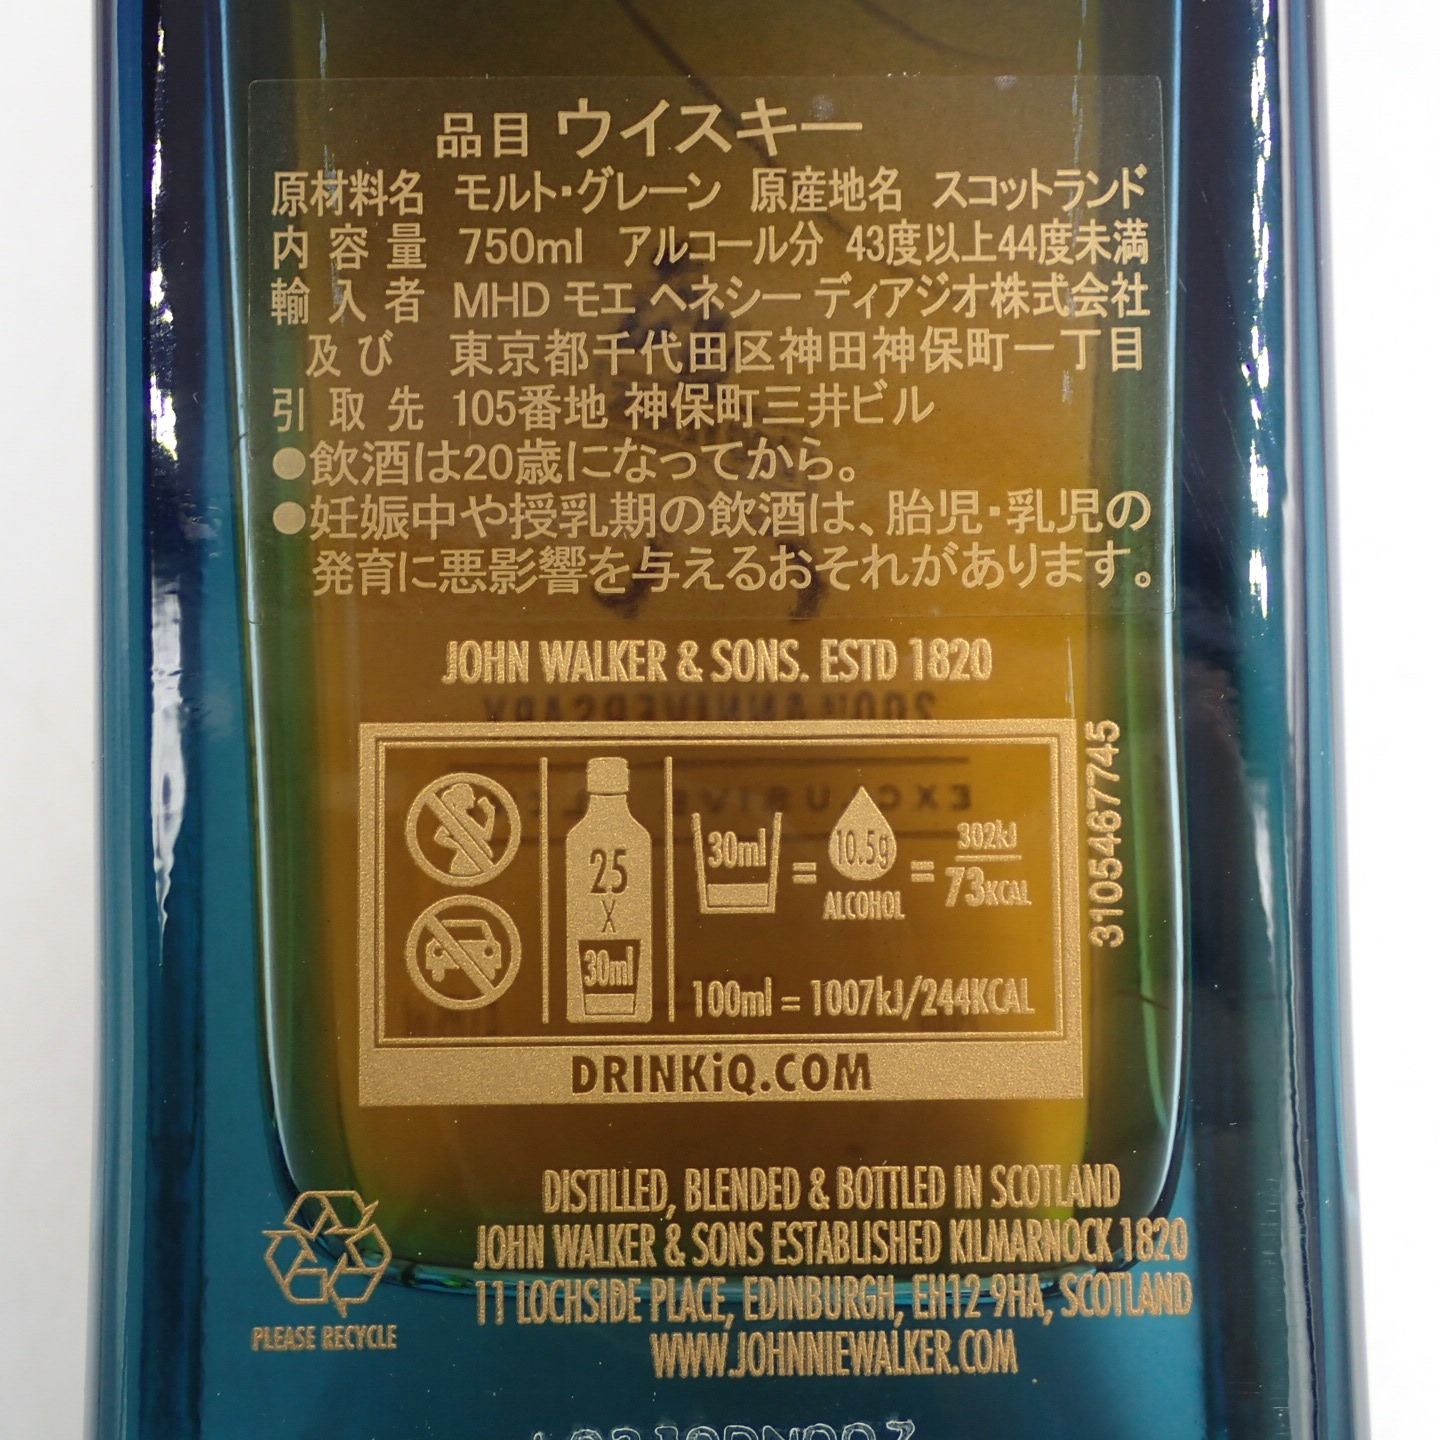 品目 ウイスキー
原材料名 モルト・グレーン 原産地名 スコットランド
内容量 750ml アルコール分 43度以上44度未満
輸入者 MHD モエ ヘネシー ディアジオ株式会社
及び 東京都千代田区神田神保町一丁目
引取先 105番地 神保町三井ビル
●飲酒は20歳になってから。
●妊娠中や授乳期の飲酒は、胎児・乳児の
発育に悪影響を与えるおそれがあります。
JOHN WALKER & SONS. ESTD 1820
200TH ANNIVERSARY
EXCLUSIVE
25
X
30ml
30ml = 10.5g ALCOHOL = 302kJ 73KCAL
100ml = 1007kJ/244KCAL
DRINKiQ.COM
3105467745
DISTILLED, BLENDED & BOTTLED IN SCOTLAND
JOHN WALKER & SONS ESTABLISHED KILMARNOCK 1820
11 LOCHSIDE PLACE, EDINBURGH, EH12 9HA, SCOTLAND
WWW.JOHNNIEWALKER.COM
PLEASE RECYCLE